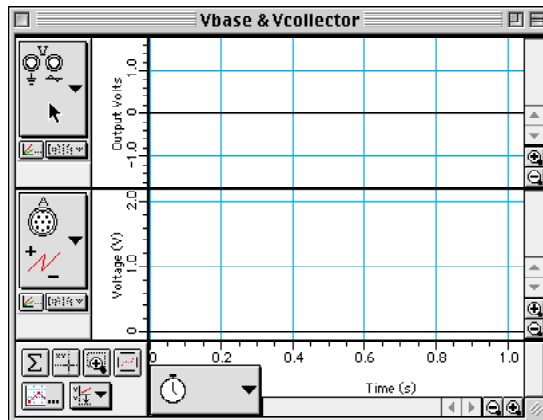 Vbase & Vcollector
V
Output Volts
1.0
0
-1.0
Voltage (V)
2.0
1.0
0
Σ
0 0.2 0.4 0.6 0.8 1.0
Time (s)